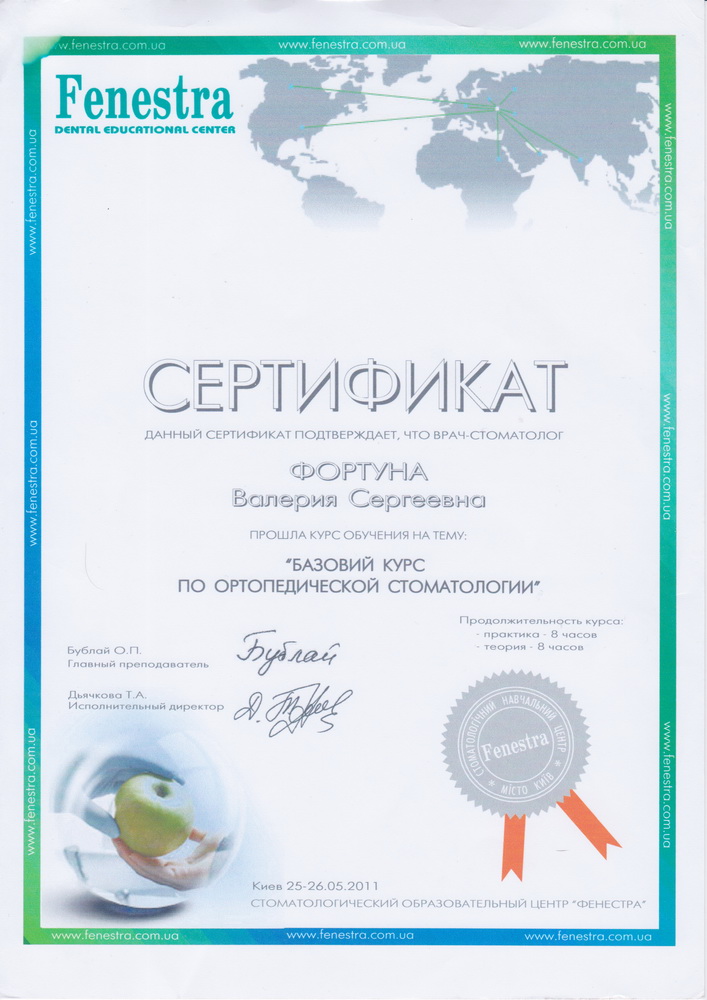 w.fenestra.com.ua
www.fenestra.com.ua
www.fenestra.com.ua
Fenestra
DENTAL EDUCATIONAL CENTER
www.fenestra.com.ua
www.fenestra.com.ua
СЕРТИФИКАТ
ДАННЫЙ СЕРТИФИКАТ ПОДТВЕРЖДАЕТ, ЧТО ВРАЧ-СТОМАТОЛОГ
ФОРТУНА
Валерия Сергеевна
ПРОШЛА КУРС ОБУЧЕНИЯ НА ТЕМУ:
"БАЗОВИЙ КУРС
ПО ОРТОПЕДИЧЕСКОЙ СТОМАТОЛОГИИ"
www.fenestra.com.ua
www.fenestra.com.ua
Продолжительность курса:
- практика - 8 часов
- теория - 8 часов
Бублай О.П.
Главный преподаватель
Бублай
Дьячкова Т.А.
Исполнительный директор
СТОМАТОЛОГІЧНИЙ НАВЧАЛЬНИЙ ЦЕНТР
Fenestra
* МІСТО КИЇВ *
www.fenestra.com.ua
www.fenestra.com.ua
Киев 25-26.05.2011
СТОМАТОЛОГИЧЕСКИЙ ОБРАЗОВАТЕЛЬНЫЙ ЦЕНТР "ФЕНЕСТРА"
www.fenestra.com.ua
www.fenestra.com.ua
www.fenestra.com.ua